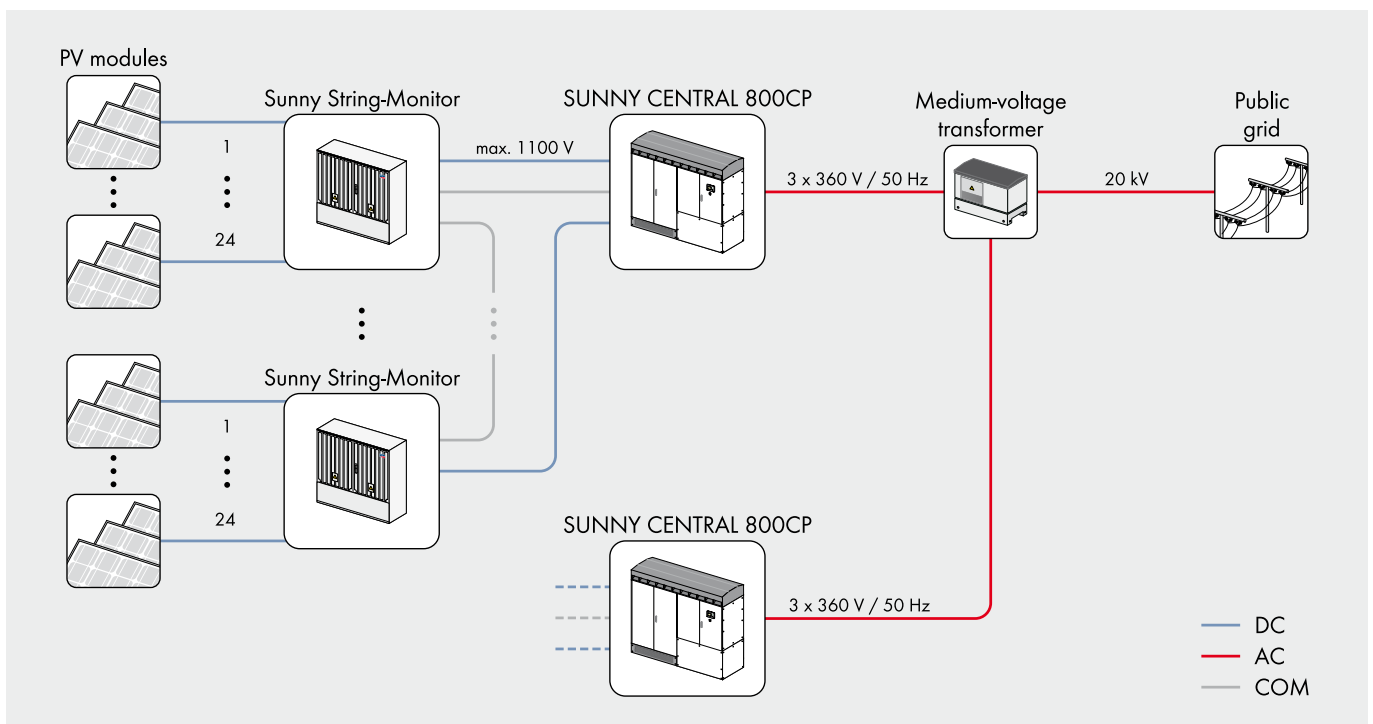 PV modules
Sunny String-Monitor
SUNNY CENTRAL 800CP
Medium-voltage
transformer
Public
grid
1
max. 1100 V
3 x 360 V / 50 Hz
20 kV
24
Sunny String-Monitor
1
24
SUNNY CENTRAL 800CP
3 x 360 V / 50 Hz
DC
AC
COM